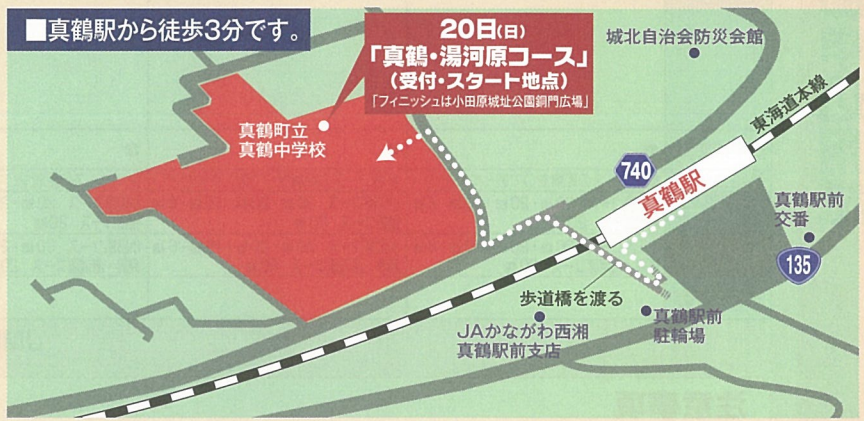 ■真鶴駅から徒歩3分です。
20日(日)
「真鶴・湯河原コース」
(受付・スタート地点)
「フィニッシュは小田原城址公園銅門広場」
城北自治会防災会館
東海道本線
真鶴町立
真鶴中学校
740
真鶴駅
真鶴駅前
交番
135
歩道橋を渡る
JAかながわ西湘
真鶴駅前支店
真鶴駅前
駐輪場